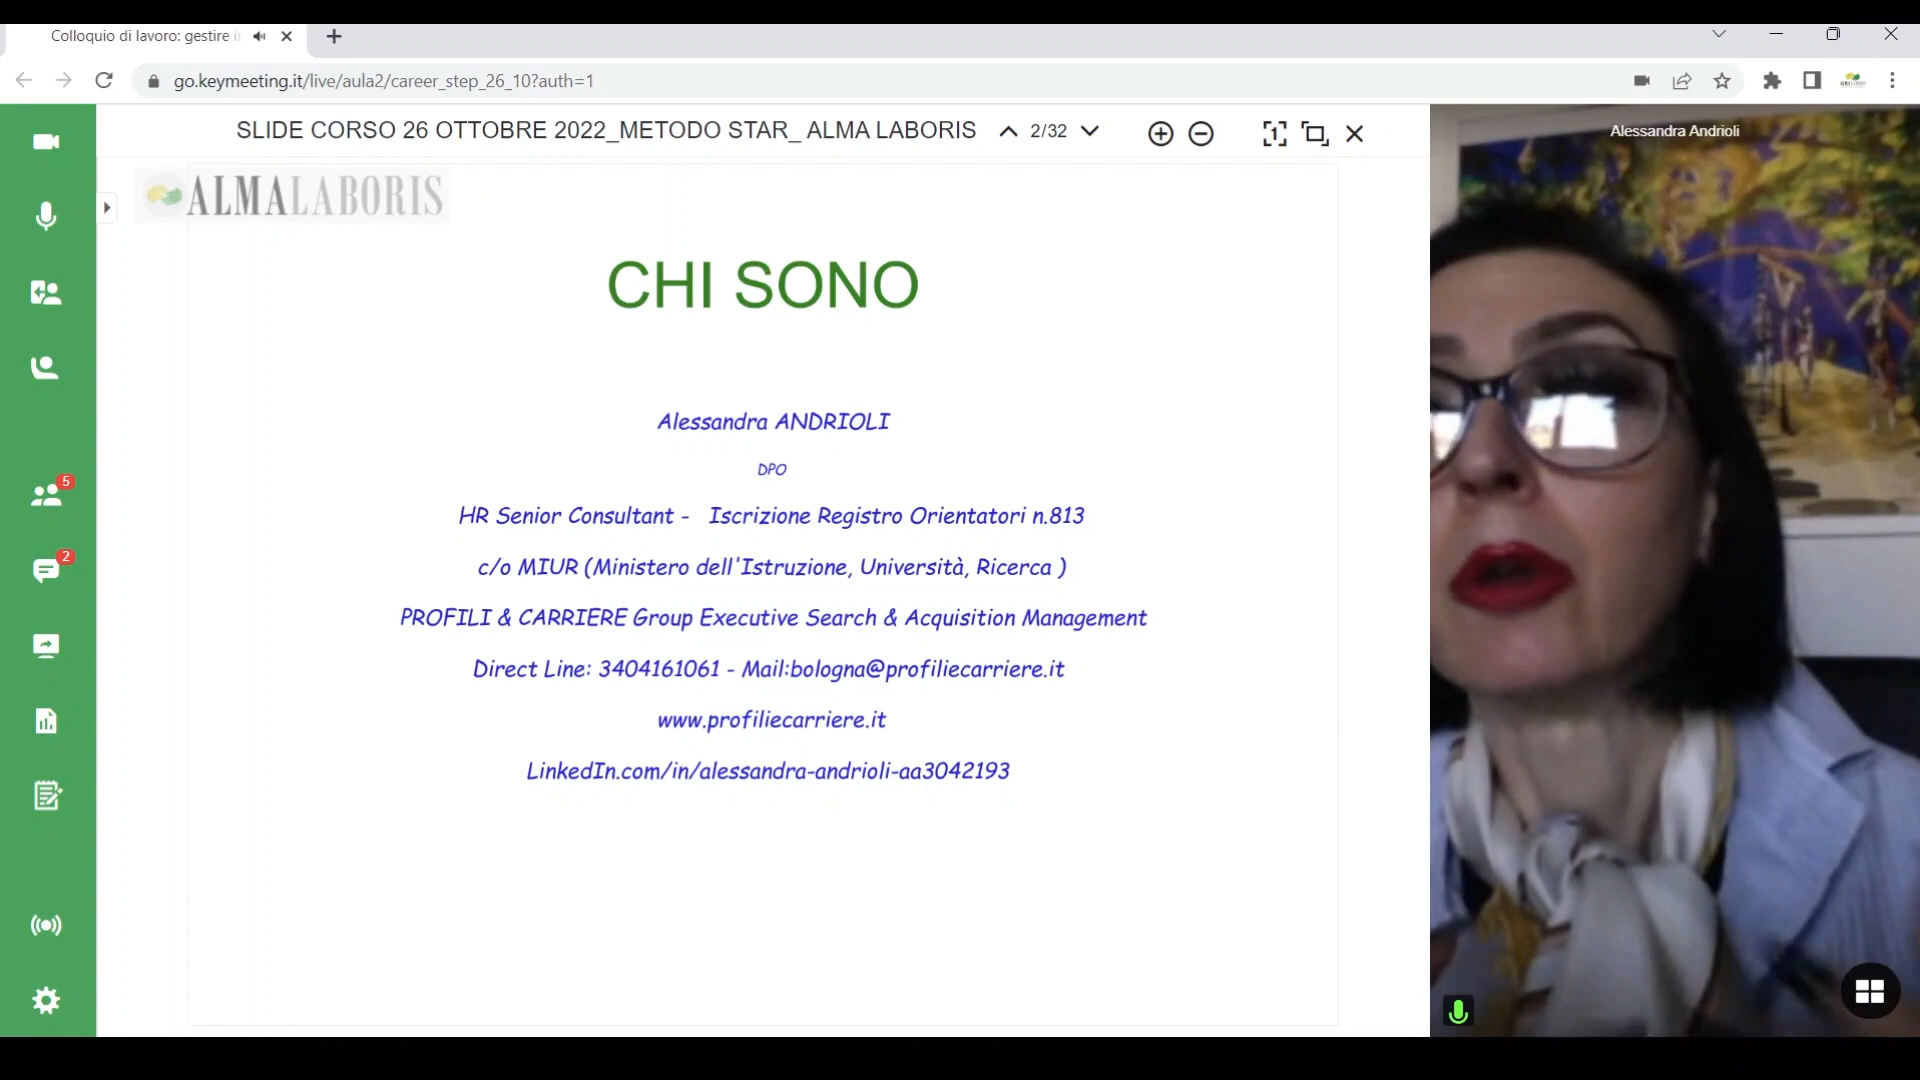 Colloquio di lavoro: gestire i
go.keymeeting.it/live/aula2/career_step_26_10?auth=1
SLIDE CORSO 26 OTTOBRE 2022_METODO STAR_ ALMA LABORIS
2/32
Alessandra Andrioli
ALMALABORIS
CHI SONO
Alessandra ANDRIOLI
DPO
HR Senior Consultant - Iscrizione Registro Orientatori n.813
c/o MIUR (Ministero dell'Istruzione, Università, Ricerca )
PROFILI & CARRIERE Group Executive Search & Acquisition Management
Direct Line: 3404161061 - Mail:bologna@profiliecarriere.it
www.profiliecarriere.it
LinkedIn.com/in/alessandra-andrioli-aa3042193
5
2